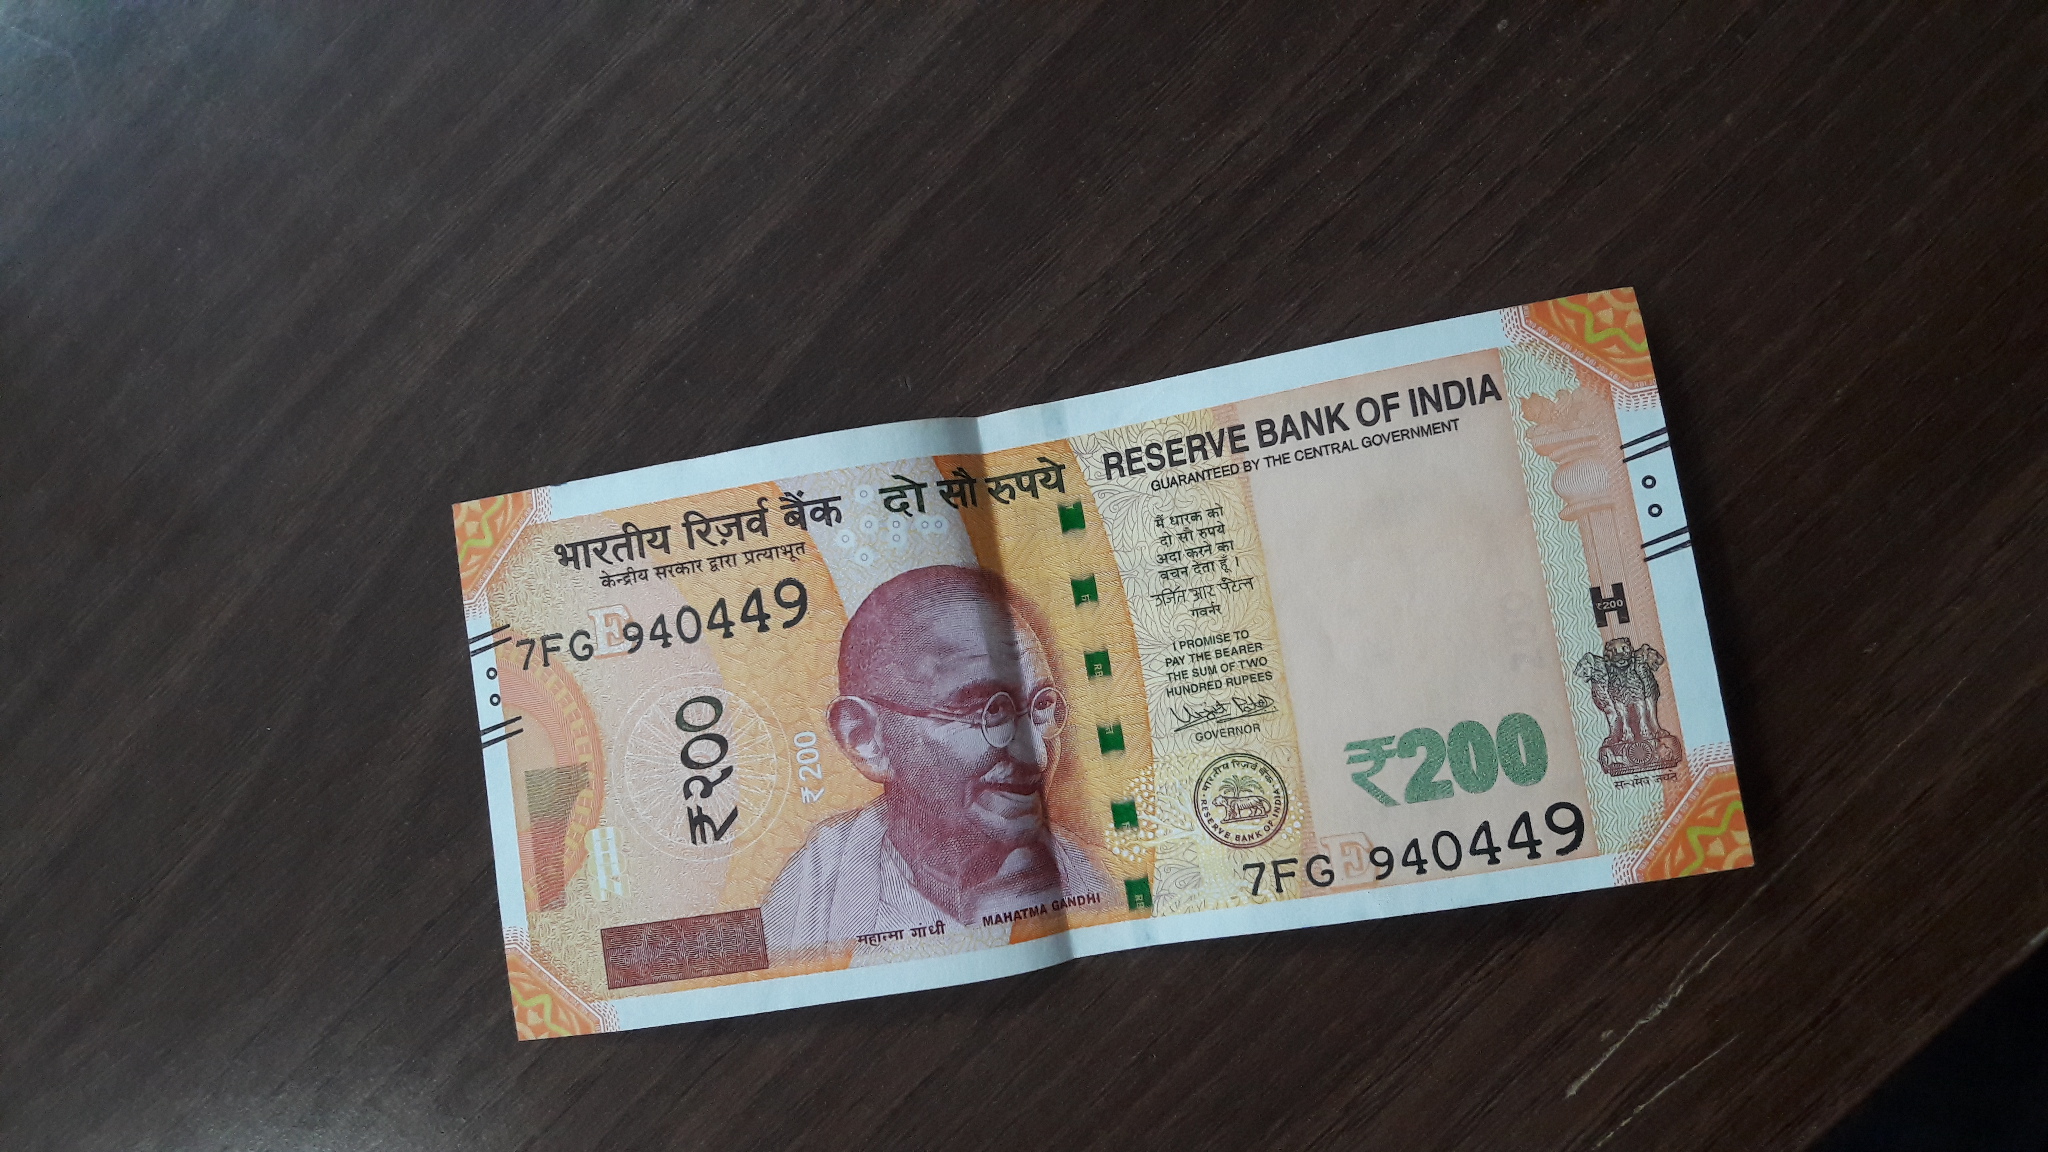 भारतीय रिज़र्व बैंक
केन्द्रीय सरकार द्वारा प्रत्याभूत
दो सौ रुपये
RESERVE BANK OF INDIA
GUARANTEED BY THE CENTRAL GOVERNMENT
7FG E 940449
₹ २००
₹ 200
महात्मा गांधी MAHATMA GANDHI
मैं धारक को
दो सौ रुपये
अदा करने का
वचन देता हूँ ।
गवर्नर
I PROMISE TO
PAY THE BEARER
THE SUM OF TWO
HUNDRED RUPEES
GOVERNOR
RESERVE BANK OF INDIA
₹200
7FG E 940449
₹200
सत्यमेव जयते